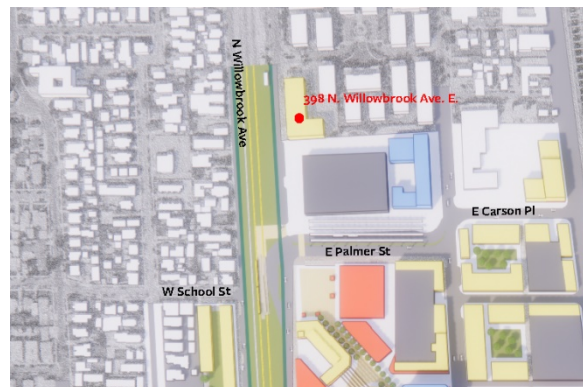 N Willowbrook Ave
398 N. Willowbrook Ave. E.
E Carson Pl
E Palmer St
W School St